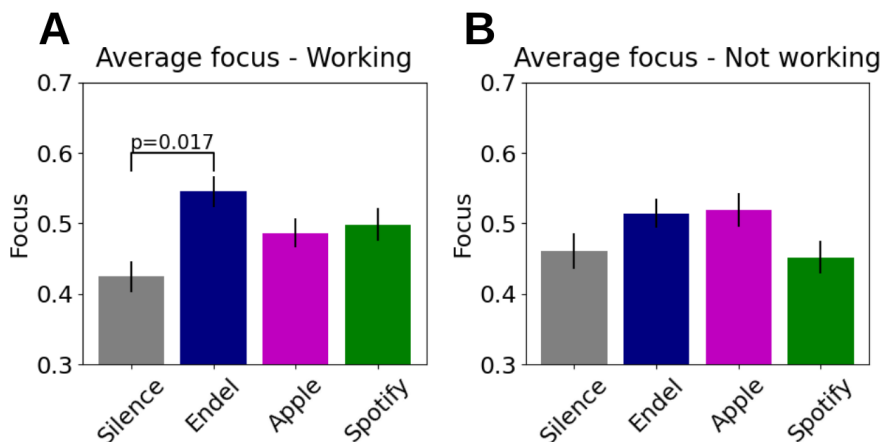 A
Average focus - Working
0.7
0.6
0.5
0.4
0.3
Focus
p=0.017
Silence
Endel
Apple
Spotify
B
Average focus - Not working
0.7
0.6
0.5
0.4
0.3
Focus
Silence
Endel
Apple
Spotify